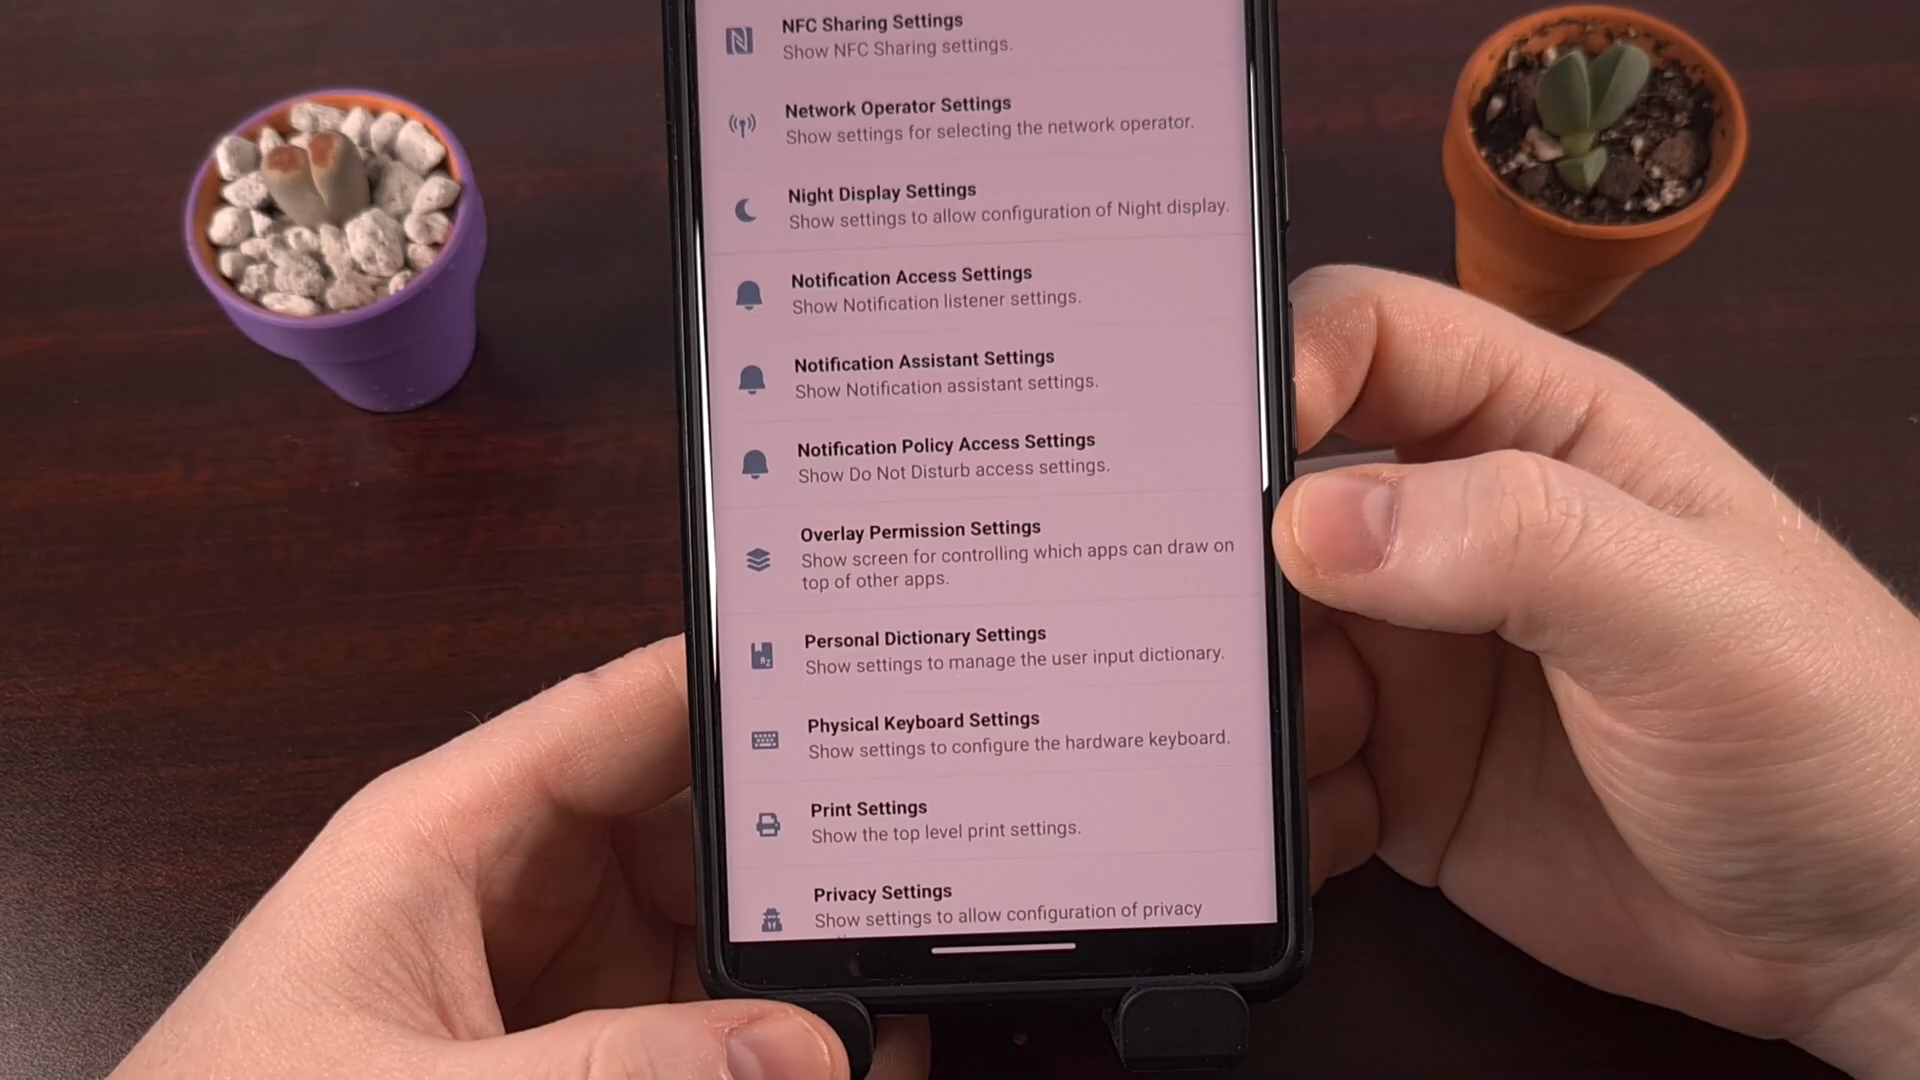 NFC Sharing Settings
Show NFC Sharing settings.
Network Operator Settings
Show settings for selecting the network operator.
Night Display Settings
Show settings to allow configuration of Night display.
Notification Access Settings
Show Notification listener settings.
Notification Assistant Settings
Show Notification assistant settings.
Notification Policy Access Settings
Show Do Not Disturb access settings.
Overlay Permission Settings
Show screen for controlling which apps can draw on
top of other apps.
Personal Dictionary Settings
Show settings to manage the user input dictionary.
Physical Keyboard Settings
Show settings to configure the hardware keyboard.
Print Settings
Show the top level print settings.
Privacy Settings
Show settings to allow configuration of privacy